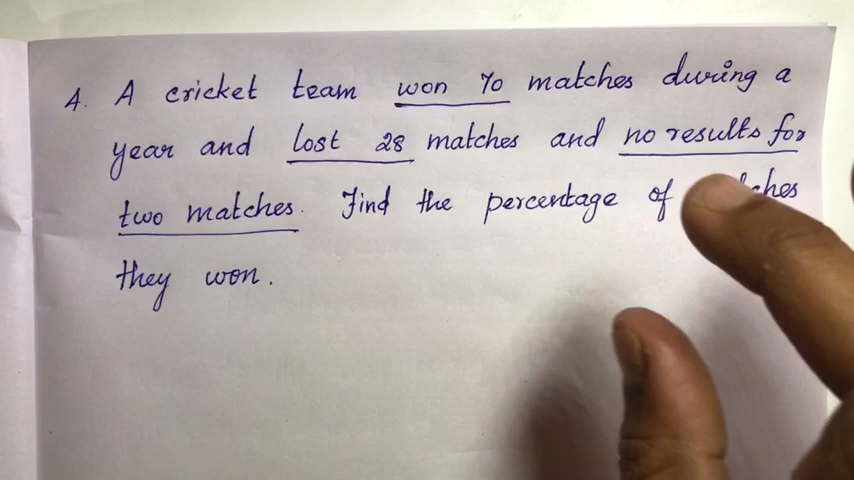 4. A cricket team won 70 matches during a
year and lost 28 matches and no results for
two matches. Find the percentage of
they won.